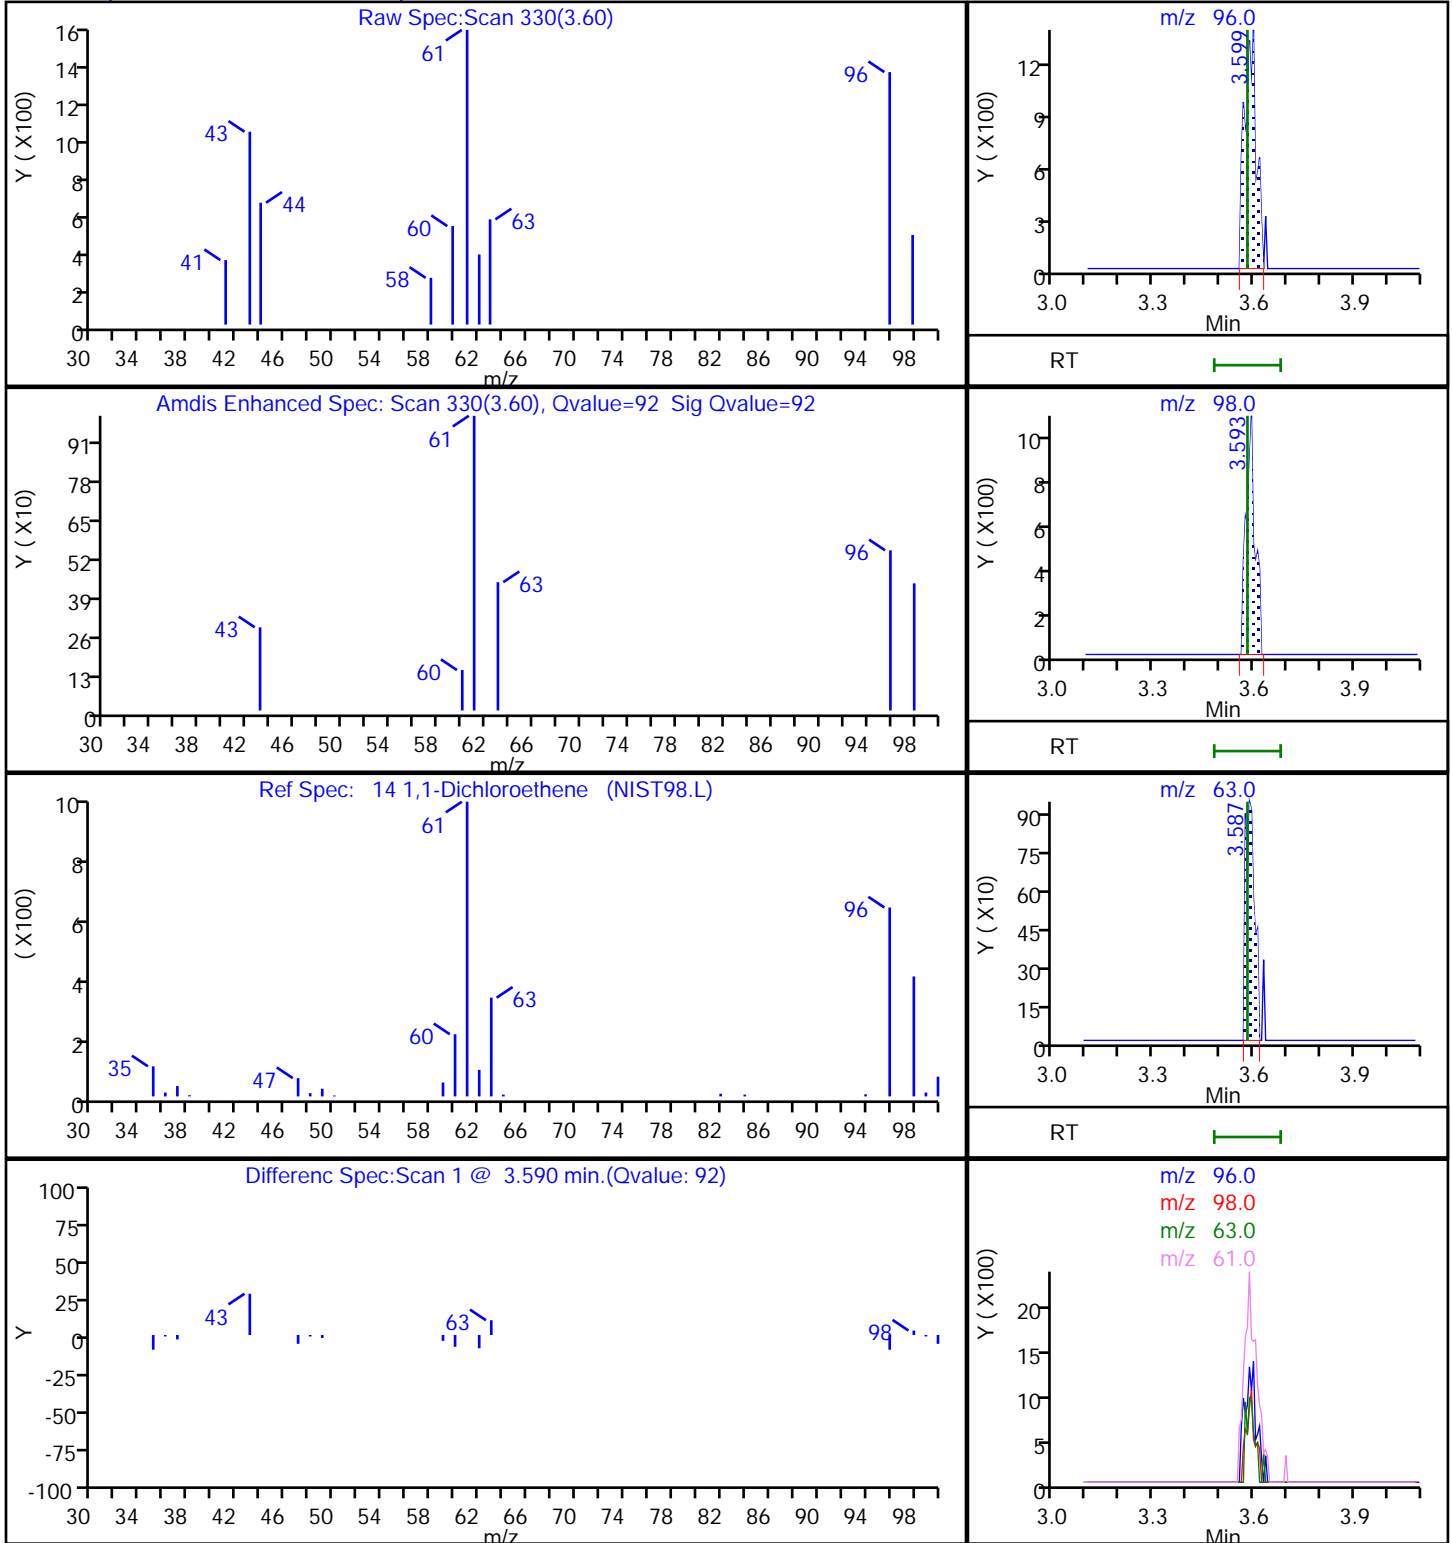 Raw Spec:Scan 330(3.60)
16
14
12
10
8
6
4
2
0
Y ( X100)
61
96
43
44
41
60
63
58
30 34 38 42 46 50 54 58 62 66 70 74 78 82 86 90 94 98
m/z
m/z 96.0
12
9
6
3
0
Y ( X100)
3.599
3.0 3.3 3.6 3.9
Min
RT
Amdis Enhanced Spec: Scan 330(3.60), Qvalue=92 Sig Qvalue=92
91
78
65
52
39
26
13
0
Y ( X10)
61
96
63
43
60
30 34 38 42 46 50 54 58 62 66 70 74 78 82 86 90 94 98
m/z
m/z 98.0
10
8
6
4
2
0
Y ( X100)
3.593
3.0 3.3 3.6 3.9
Min
RT
Ref Spec: 14 1,1-Dichloroethene (NIST98.L)
10
8
6
4
2
0
( X100)
61
96
63
60
35
47
30 34 38 42 46 50 54 58 62 66 70 74 78 82 86 90 94 98
m/z 63.0
90
75
60
45
30
15
0
Y ( X10)
3.587
3.0 3.3 3.6 3.9
Min
RT
Differenc Spec:Scan 1 @ 3.590 min.(Qvalue: 92)
100
75
50
25
0
-25
-50
-75
-100
Y
43
63
98
30 34 38 42 46 50 54 58 62 66 70 74 78 82 86 90 94 98
m/z
m/z 96.0
m/z 98.0
m/z 63.0
m/z 61.0
20
15
10
5
0
Y ( X100)
3.0 3.3 3.6 3.9
Min